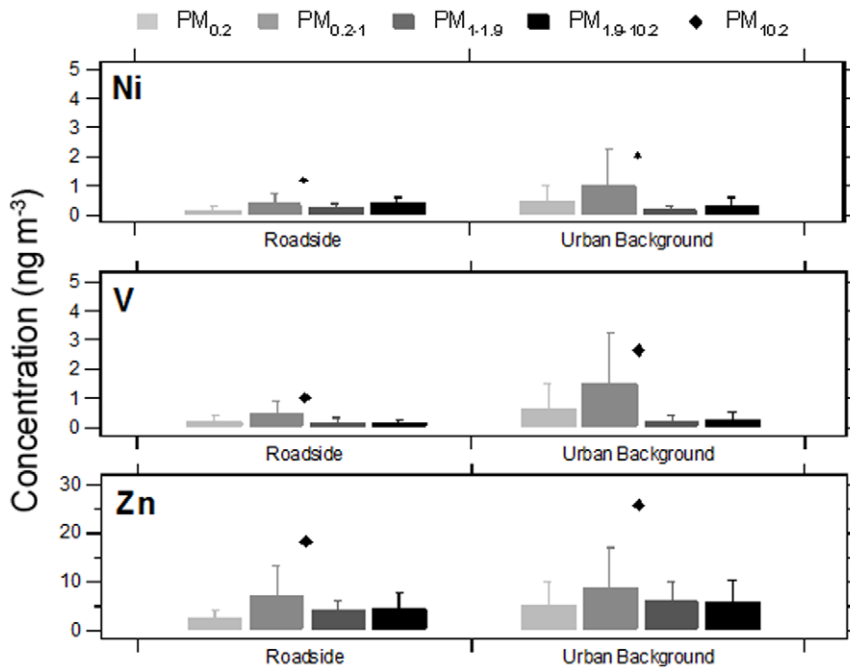 PM0.2 PM0.2-1 PM1-1.9 PM1.9-10.2 PM10.2
Concentration (ng m-3)
Ni
5
4
3
2
1
0
Roadside Urban Background
V
5
4
3
2
1
0
Roadside Urban Background
Zn
30
20
10
0
Roadside Urban Background